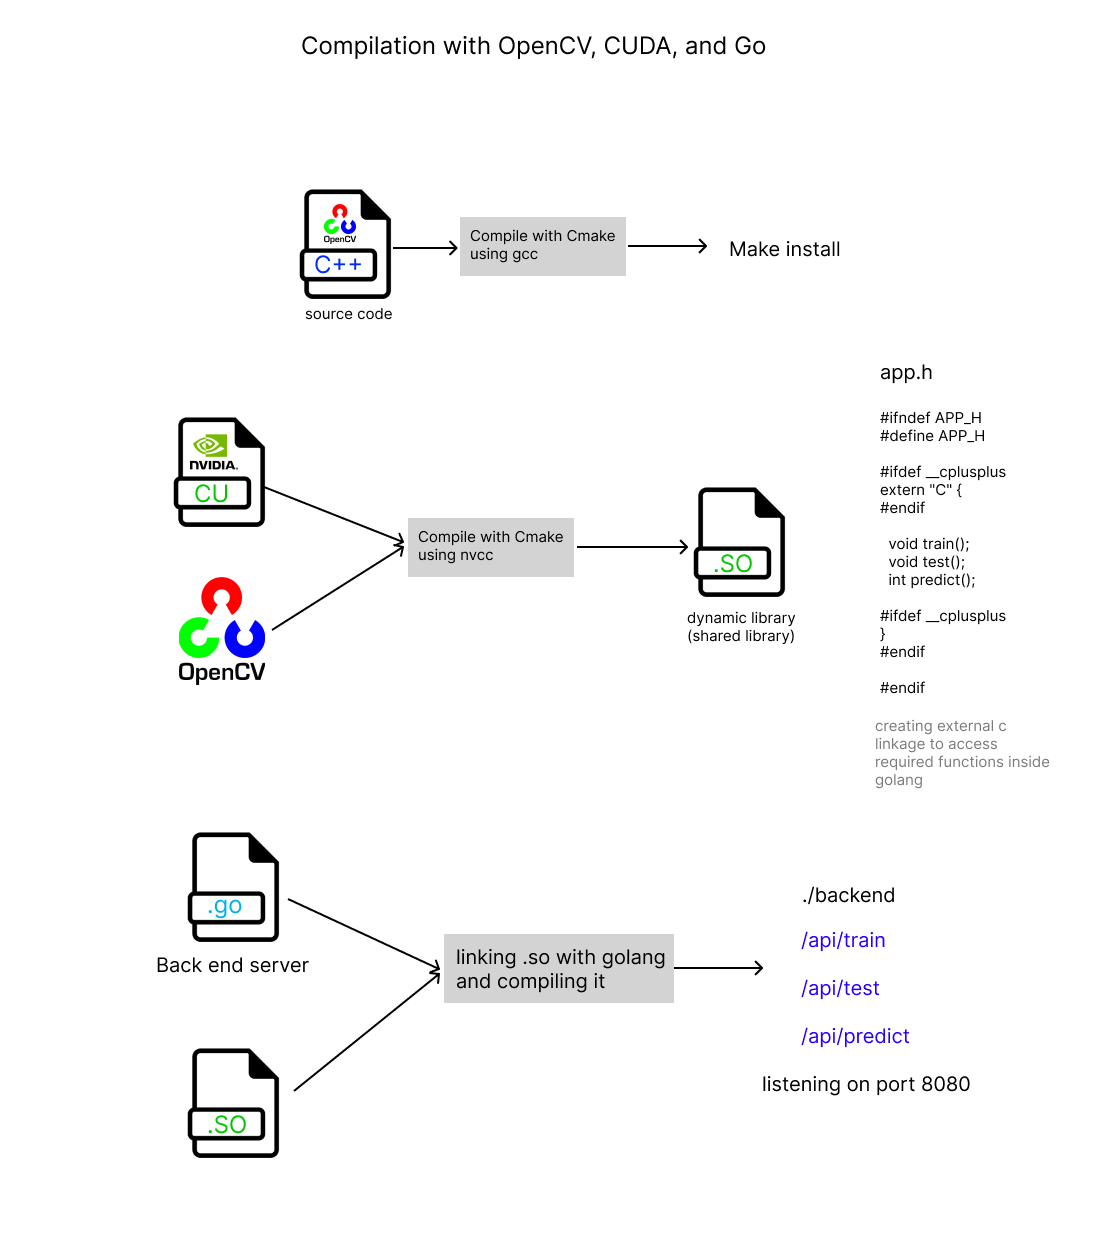 Compilation with OpenCV, CUDA, and Go
OpenCV
C++
source code
Compile with Cmake
using gcc
Make install
NVIDIA.
CU
OpenCV
Compile with Cmake
using nvcc
.SO
dynamic library
(shared library)
app.h
#ifndef APP_H
#define APP_H
#ifdef __cplusplus
extern "C" {
#endif
void train();
void test();
int predict();
#ifdef __cplusplus
}
#endif
#endif
creating external c
linkage to access
required functions inside
golang
.go
Back end server
.SO
linking .so with golang
and compiling it
./backend
/api/train
/api/test
/api/predict
listening on port 8080